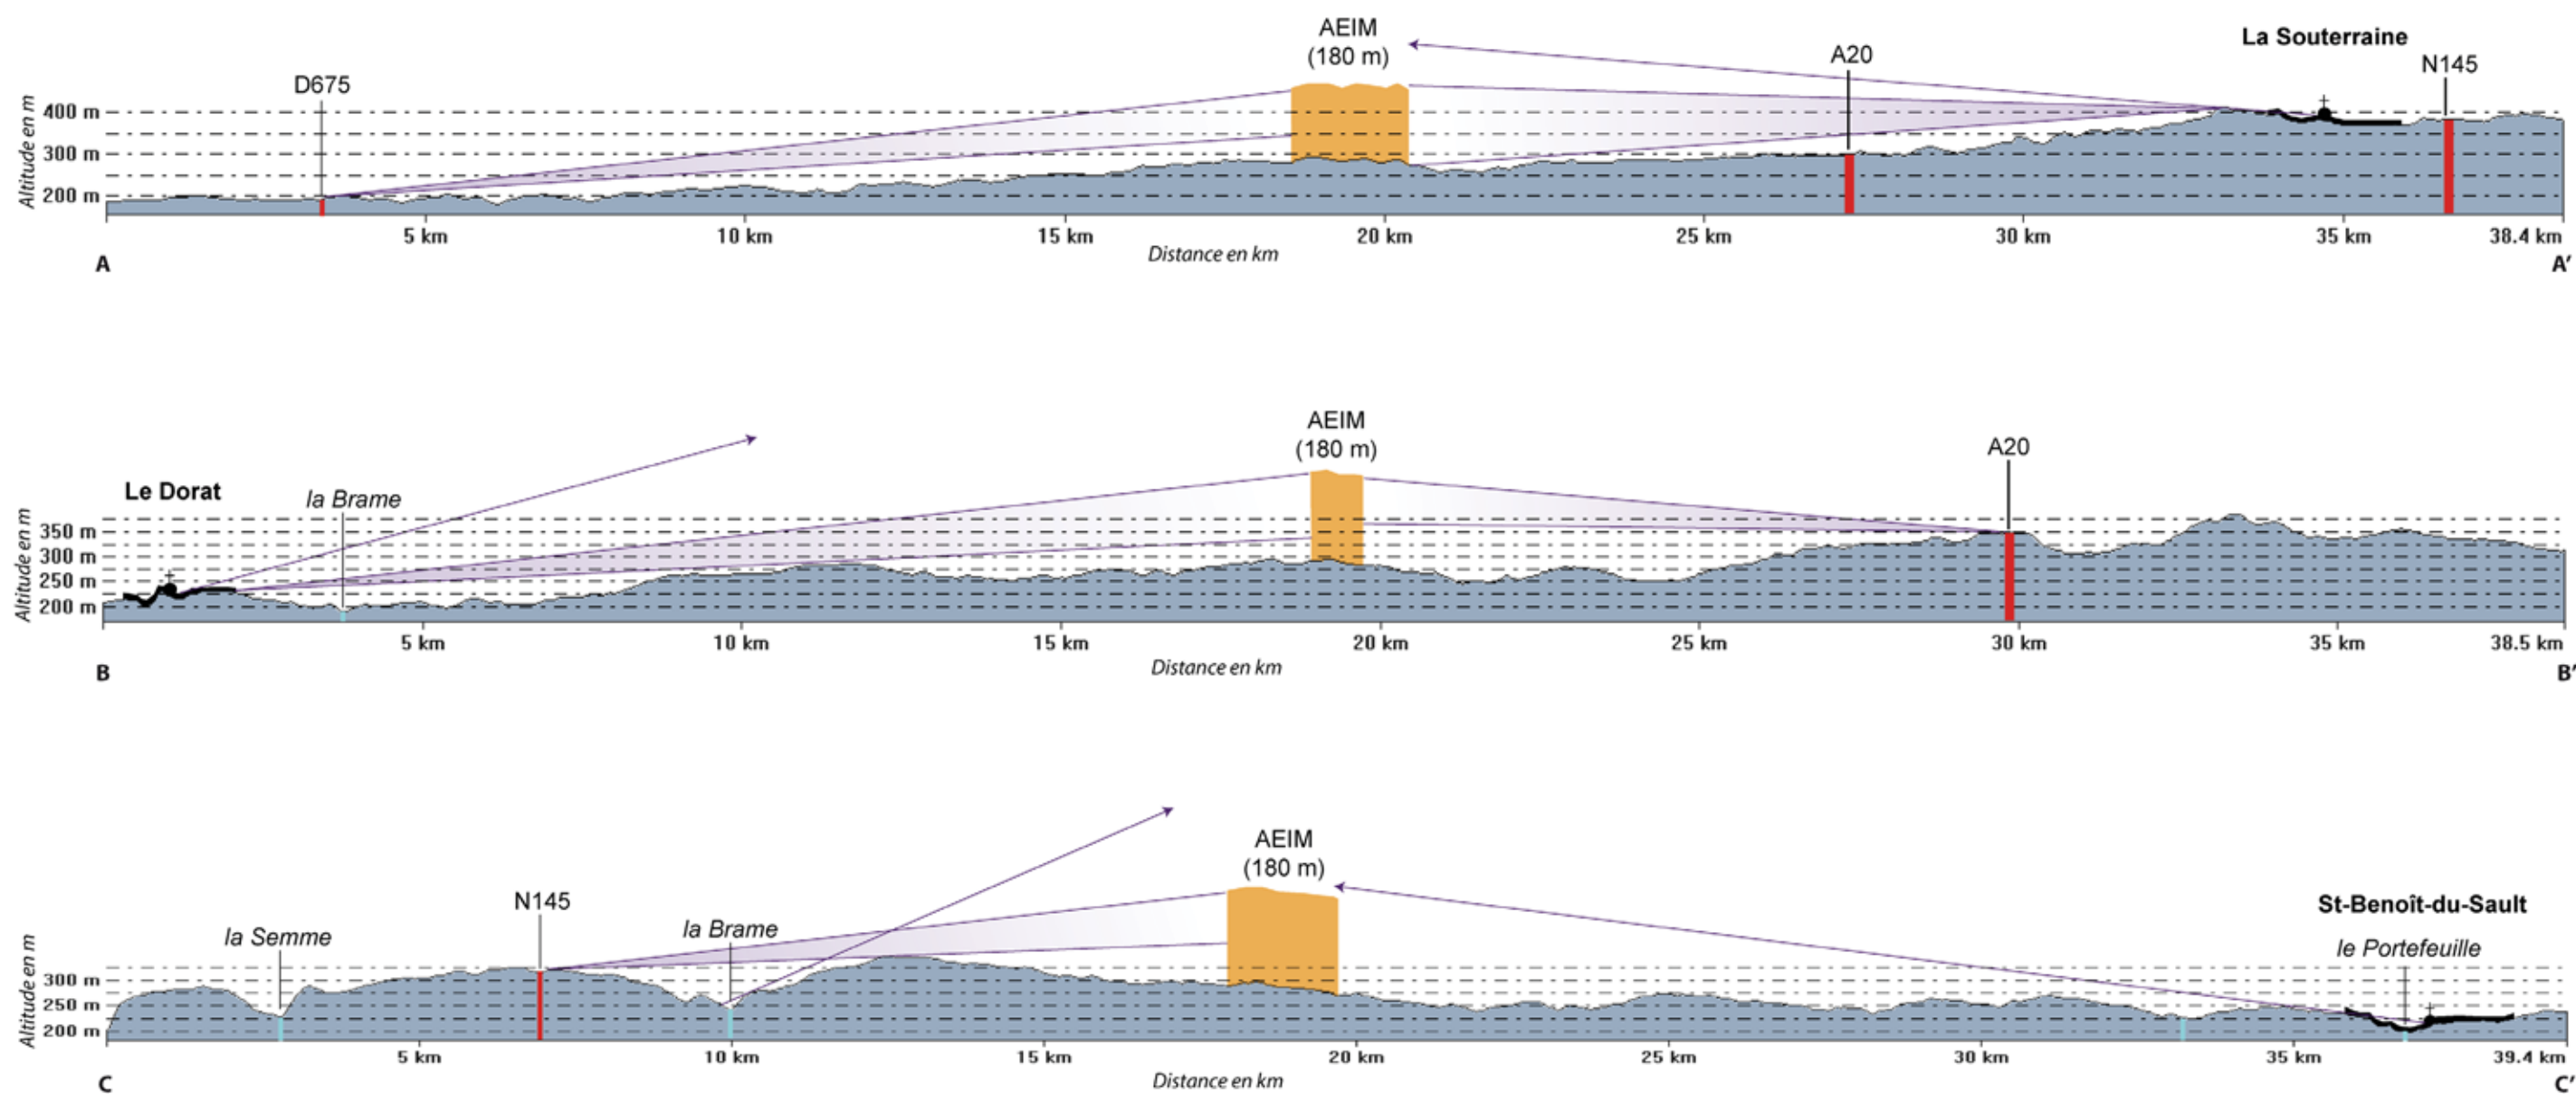 AEIM
(180 m)
La Souterraine
A20
N145
D675
Altitude en m
400 m
300 m
200 m
5 km
10 km
15 km
20 km
25 km
30 km
35 km
38.4 km
Distance en km
A
A'
AEIM
(180 m)
A20
Le Dorat
la Brame
Altitude en m
350 m
300 m
250 m
200 m
5 km
10 km
15 km
20 km
25 km
30 km
35 km
38.5 km
Distance en km
B
B'
AEIM
(180 m)
N145
St-Benoît-du-Sault
la Semme
la Brame
le Portefeuille
Altitude en m
300 m
250 m
200 m
5 km
10 km
15 km
20 km
25 km
30 km
35 km
39.4 km
Distance en km
C
C'